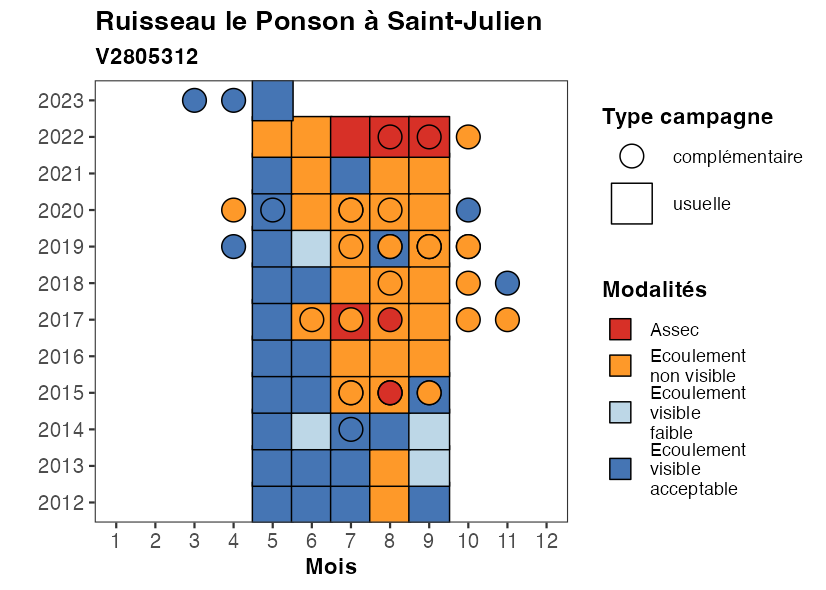 Ruisseau le Ponson à Saint-Julien
V2805312
2023
2022
2021
2020
2019
2018
2017
2016
2015
2014
2013
2012
1 2 3 4 5 6 7 8 9 10 11 12
Mois
Type campagne
complémentaire
usuelle
Modalités
Assec
Ecoulement
non visible
Ecoulement
visible
faible
Ecoulement
visible
acceptable